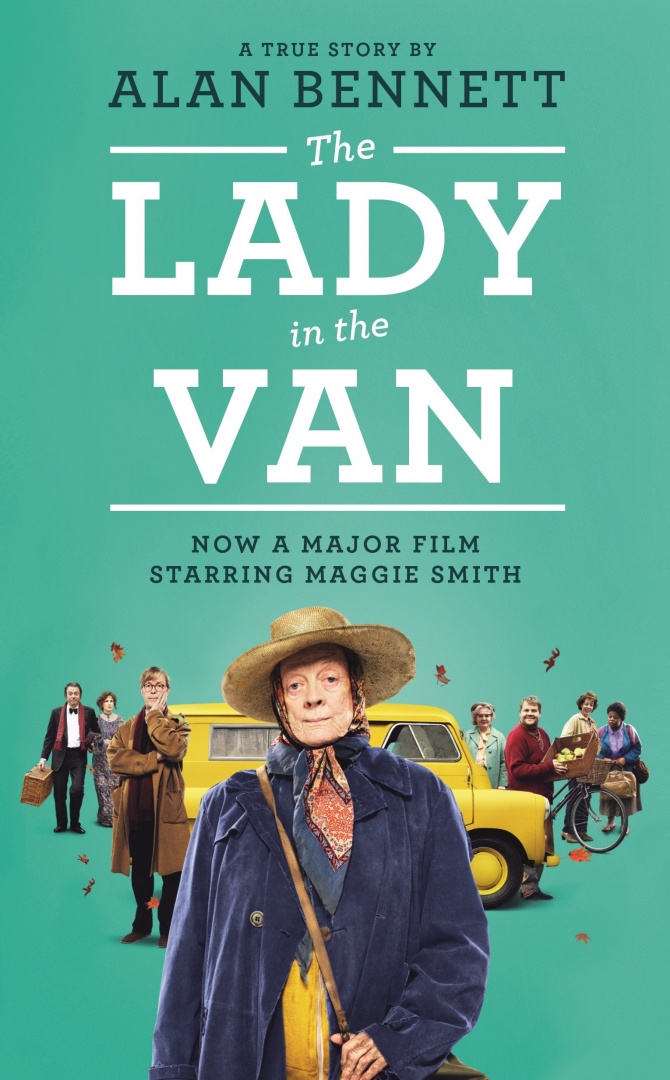 A TRUE STORY BY
ALAN BENNETT
The
LADY
in the
VAN
NOW A MAJOR FILM
STARRING MAGGIE SMITH